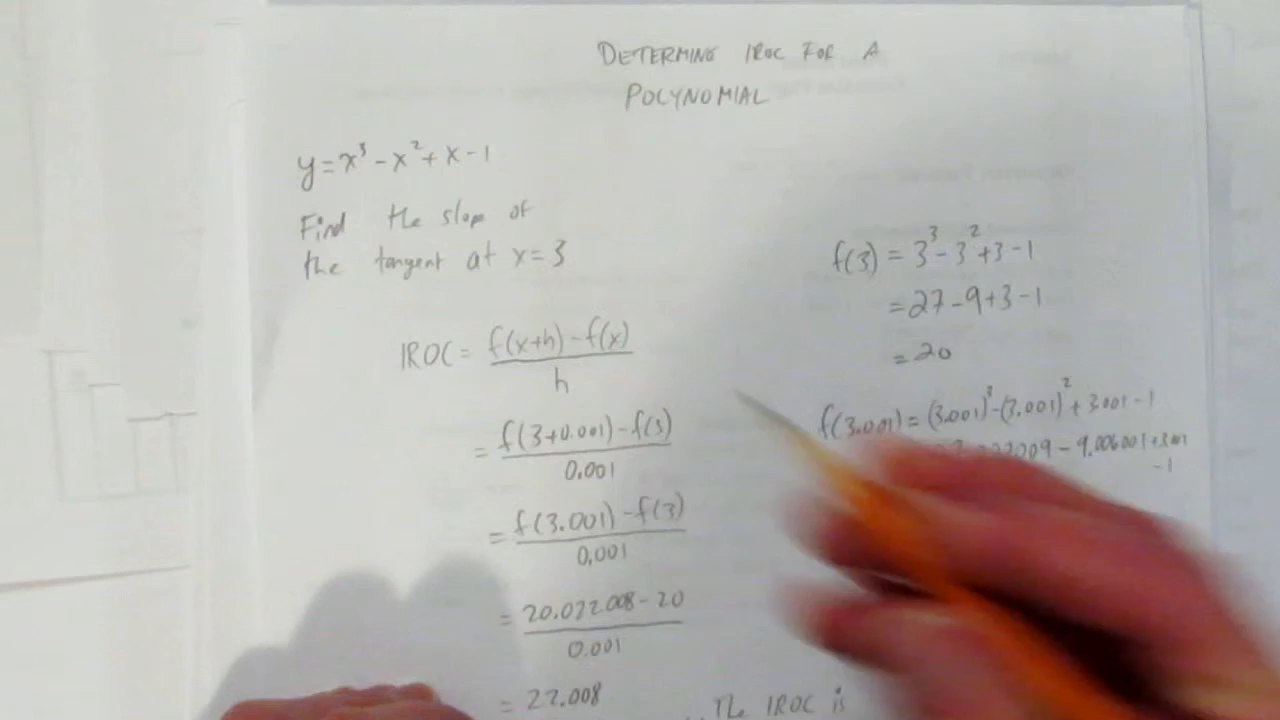 DETERMING IROC FOR A
POLYNOMIAL
y = x³ - x² + x - 1
Find the slope of
the tangent at x = 3
IROC = f(x+h) - f(x)
h
= f(3+0.001) - f(3)
0.001
= f(3.001) - f(3)
0.001
= 20.022008 - 20
0.001
= 22.008
f(3) = 3³ - 3² + 3 - 1
= 27 - 9 + 3 - 1
= 20
f(3.001) = (3.001)³ - (3.001)² + 3.001 - 1
009 - 9.006001 + 3.001
- 1
The IROC is